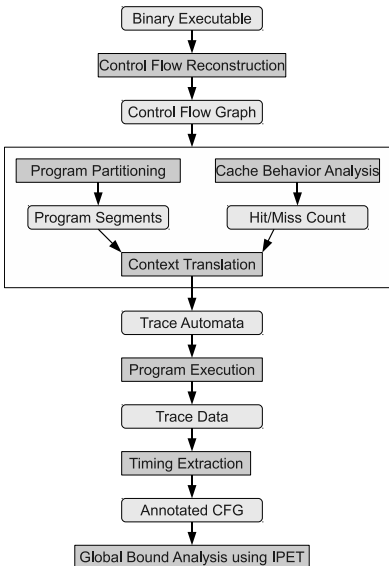 Binary Executable
Control Flow Reconstruction
Control Flow Graph
Program Partitioning
Cache Behavior Analysis
Program Segments
Hit/Miss Count
Context Translation
Trace Automata
Program Execution
Trace Data
Timing Extraction
Annotated CFG
Global Bound Analysis using IPET